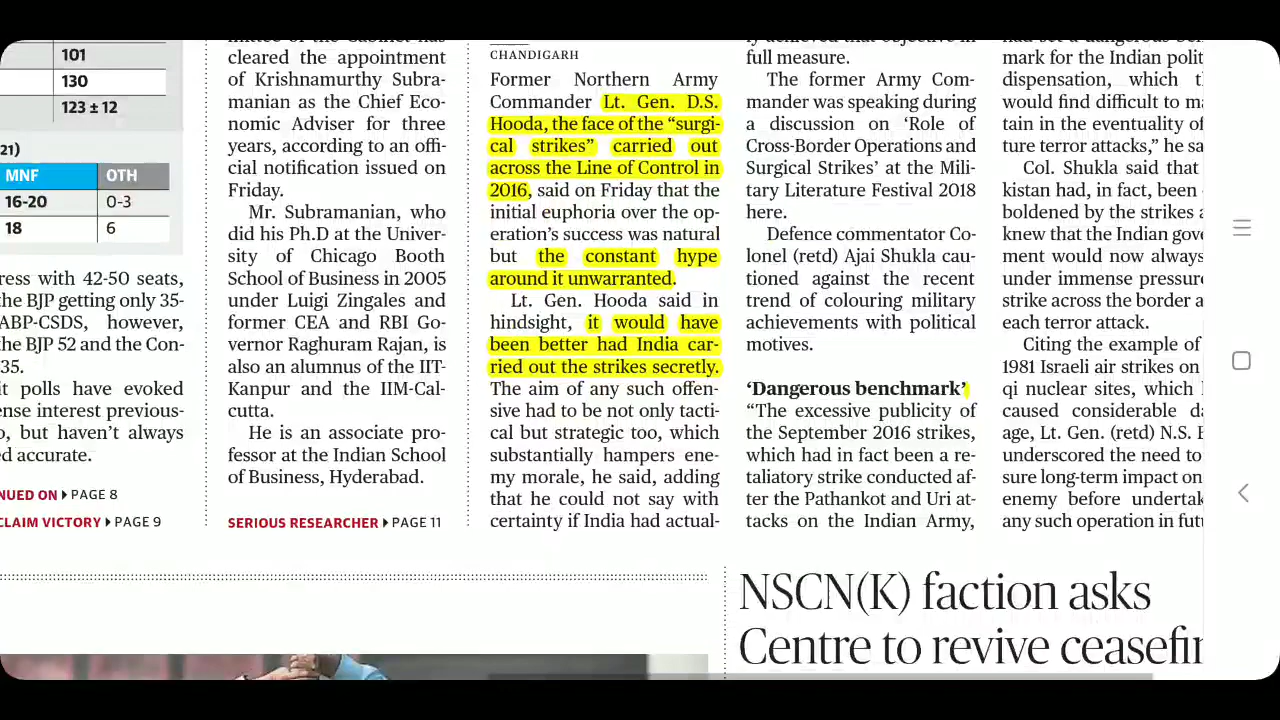 101
130
123 ± 12
21)
MNF OTH
16-20 0-3
18 6
ress with 42-50 seats,
the BJP getting only 35-
ABP-CSDS, however,
the BJP 52 and the Con-
35.
it polls have evoked
ense interest previous-
o, but haven't always
ed accurate.
NUED ON PAGE 8
CLAIM VICTORY PAGE 9
cleared the appointment
of Krishnamurthy Subra-
manian as the Chief Eco-
nomic Adviser for three
years, according to an offi-
cial notification issued on
Friday.
Mr. Subramanian, who
did his Ph.D at the Univer-
sity of Chicago Booth
School of Business in 2005
under Luigi Zingales and
former CEA and RBI Go-
vernor Raghuram Rajan, is
also an alumnus of the IIT-
Kanpur and the IIM-Cal-
cutta.
He is an associate pro-
fessor at the Indian School
of Business, Hyderabad.
SERIOUS RESEARCHER PAGE 11
CHANDIGARH
Former Northern Army
Commander Lt. Gen. D.S.
Hooda, the face of the “surgi-
cal strikes” carried out
across the Line of Control in
2016, said on Friday that the
initial euphoria over the op-
eration's success was natural
but the constant hype
around it unwarranted.
Lt. Gen. Hooda said in
hindsight, it would have
been better had India car-
ried out the strikes secretly.
The aim of any such offen-
sive had to be not only tacti-
cal but strategic too, which
substantially hampers ene-
my morale, he said, adding
that he could not say with
certainty if India had actual-
ly achieved that objective in
full measure.
The former Army Com-
mander was speaking during
a discussion on ‘Role of
Cross-Border Operations and
Surgical Strikes’ at the Mili-
tary Literature Festival 2018
here.
Defence commentator Co-
lonel (retd) Ajai Shukla cau-
tioned against the recent
trend of colouring military
achievements with political
motives.
‘Dangerous benchmark’
“The excessive publicity of
the September 2016 strikes,
which had in fact been a re-
taliatory strike conducted af-
ter the Pathankot and Uri at-
tacks on the Indian Army,
mark for the Indian polit
dispensation, which t
would find difficult to ma
tain in the eventuality of
ture terror attacks,” he sa
Col. Shukla said that
kistan had, in fact, been
boldened by the strikes a
knew that the Indian gove
ment would now always
under immense pressure
strike across the border a
each terror attack.
Citing the example of
1981 Israeli air strikes on
qi nuclear sites, which
caused considerable da
age, Lt. Gen. (retd) N.S.
underscored the need to
sure long-term impact on
enemy before undertak
any such operation in futu
NSCN(K) faction asks
Centre to revive ceasefir